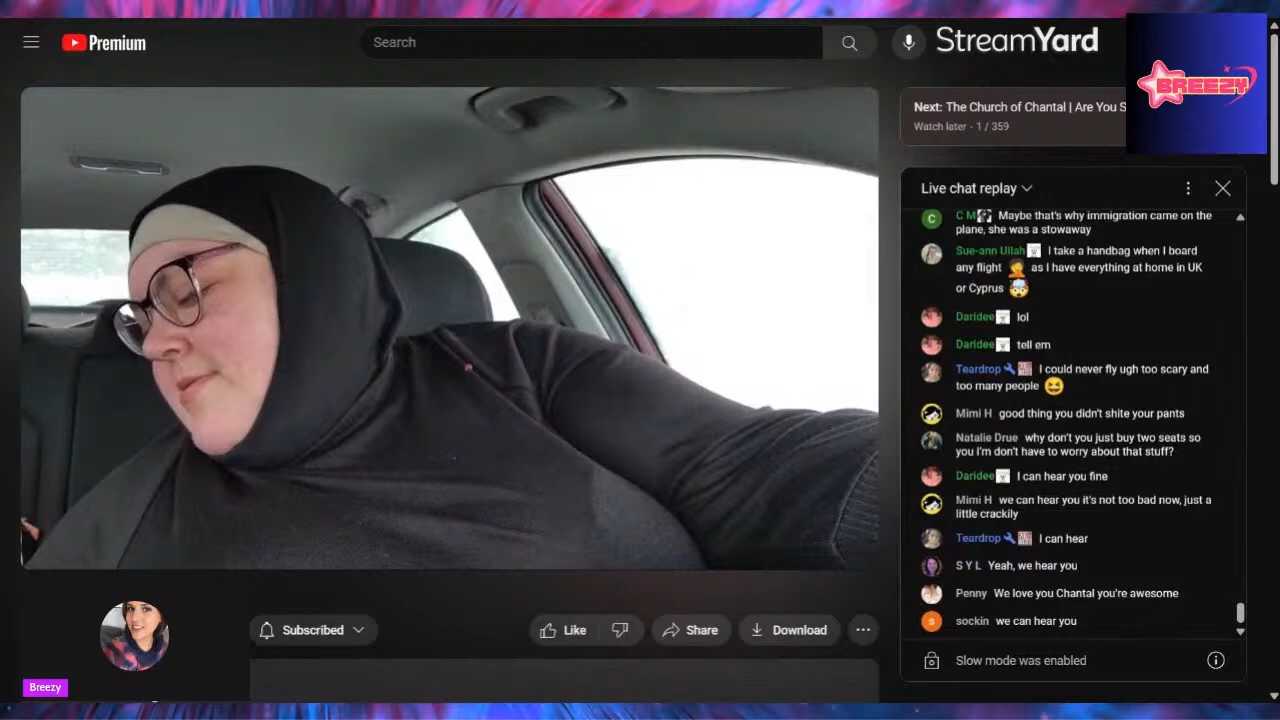 Premium
Search
StreamYard
BREEZY
Next: The Church of Chantal | Are You S
Watch later - 1 / 359
Live chat replay
C M Maybe that's why immigration came on the
plane, she was a stowaway
Sue-ann Ullah I take a handbag when I board
any flight 🤦 as I have everything at home in UK
or Cyprus 🤯
Daridee lol
Daridee tell em
Teardrop I could never fly ugh too scary and
too many people 😆
Mimi H good thing you didn't shite your pants
Natalie Drue why don't you just buy two seats so
you i'm don't have to worry about that stuff?
Daridee I can hear you fine
Mimi H we can hear you it's not too bad now, just a
little crackily
Teardrop I can hear
S Y L Yeah, we hear you
Penny We love you Chantal you're awesome
sockin we can hear you
Slow mode was enabled
Subscribed
Like
Share
Download
Breezy